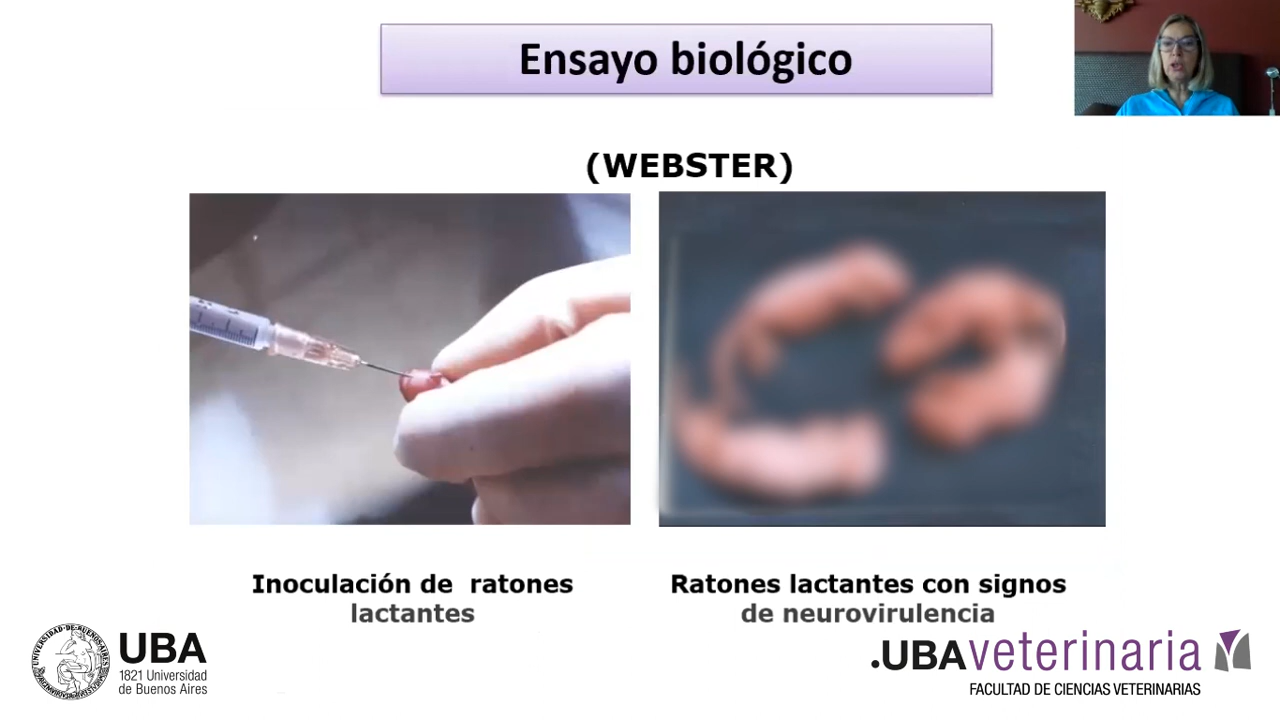 Ensayo biológico
(WEBSTER)
Inoculación de ratones
lactantes
Ratones lactantes con signos
de neurovirulencia
UBA
1821 Universidad
de Buenos Aires
.UBAveterinaria
FACULTAD DE CIENCIAS VETERINARIAS